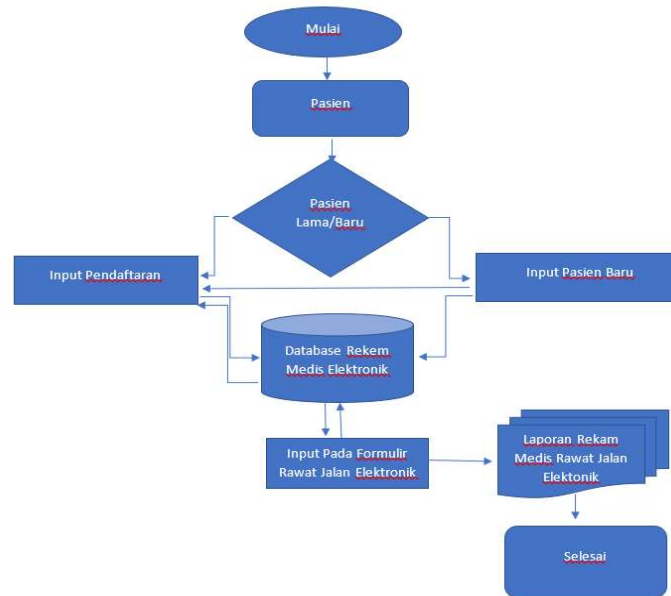 Mulai
Pasien
Pasien
Lama/Baru
Input Pendaftaran
Input Pasien Baru
Database Rekem
Medis Elektronik
Input Pada Formulir
Rawat Jalan Elektronik
Laporan Rekam
Medis Rawat Jalan
Elektonik
Selesai